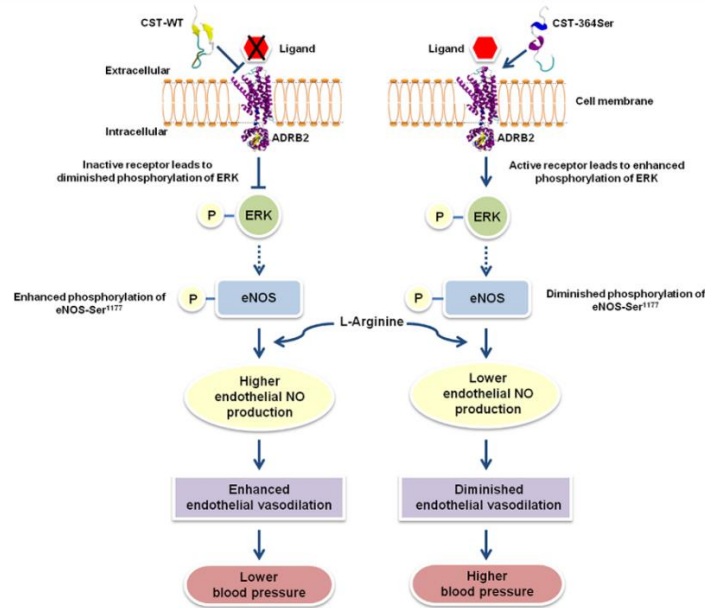 CST-WT
Ligand
Extracellular
Intracellular
ADRB2
Inactive receptor leads to
diminished phosphorylation of ERK
P
ERK
Enhanced phosphorylation of
eNOS-Ser¹¹⁷⁷
P
eNOS
Higher
endothelial NO
production
Enhanced
endothelial vasodilation
Lower
blood pressure
L-Arginine
Ligand
CST-364Ser
Cell membrane
ADRB2
Active receptor leads to enhanced
phosphorylation of ERK
P
ERK
P
eNOS
Diminished phosphorylation of
eNOS-Ser¹¹⁷⁷
Lower
endothelial NO
production
Diminished
endothelial vasodilation
Higher
blood pressure